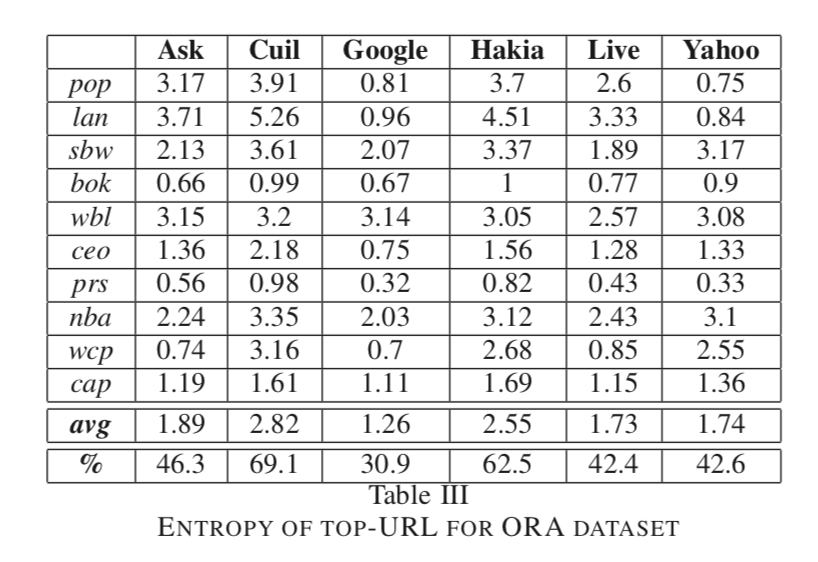 Ask Cuil Google Hakia Live Yahoo
pop 3.17 3.91 0.81 3.7 2.6 0.75
lan 3.71 5.26 0.96 4.51 3.33 0.84
sbw 2.13 3.61 2.07 3.37 1.89 3.17
bok 0.66 0.99 0.67 1 0.77 0.9
wbl 3.15 3.2 3.14 3.05 2.57 3.08
ceo 1.36 2.18 0.75 1.56 1.28 1.33
prs 0.56 0.98 0.32 0.82 0.43 0.33
nba 2.24 3.35 2.03 3.12 2.43 3.1
wcp 0.74 3.16 0.7 2.68 0.85 2.55
cap 1.19 1.61 1.11 1.69 1.15 1.36
avg 1.89 2.82 1.26 2.55 1.73 1.74
% 46.3 69.1 30.9 62.5 42.4 42.6
Table III
ENTROPY OF TOP-URL FOR ORA DATASET